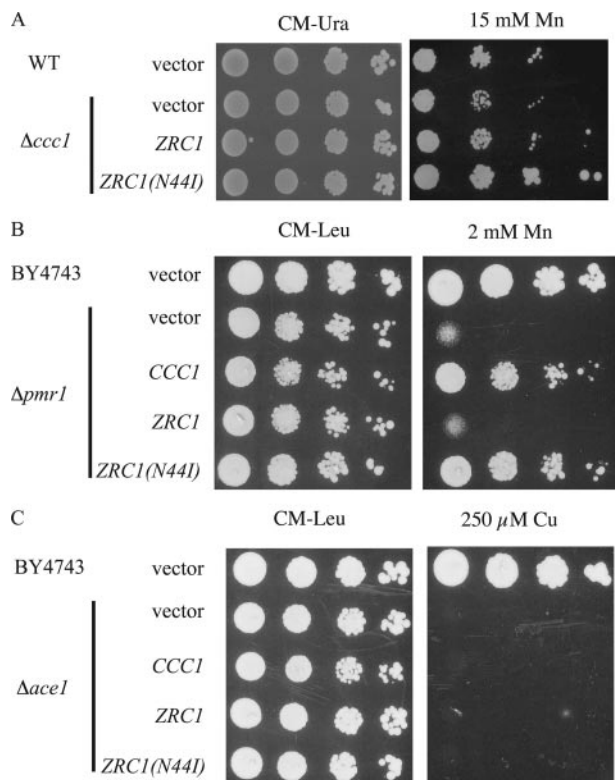 A
CM-Ura 15 mM Mn
WT vector
Δccc1 vector
ZRC1
ZRC1(N44I)
B
CM-Leu 2 mM Mn
BY4743 vector
Δpmr1 vector
CCC1
ZRC1
ZRC1(N44I)
C
CM-Leu 250 µM Cu
BY4743 vector
Δace1 vector
CCC1
ZRC1
ZRC1(N44I)